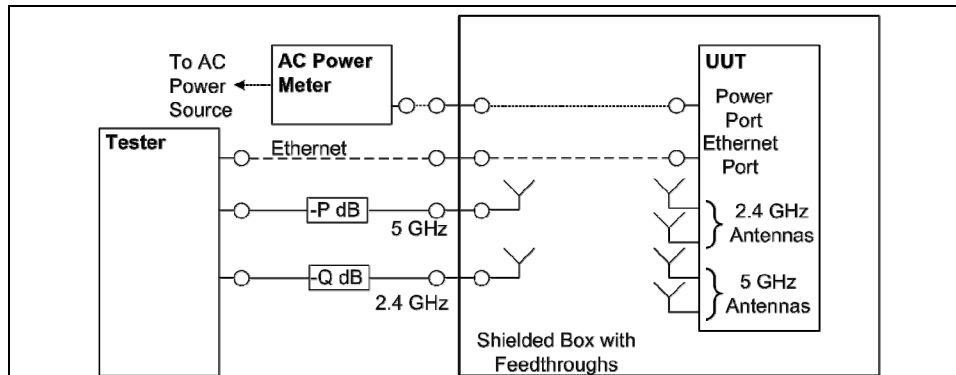 To AC
Power
Source
AC Power
Meter
UUT
Power
Port
Ethernet
Port
Tester
Ethernet
-P dB
5 GHz
2.4 GHz
Antennas
-Q dB
2.4 GHz
5 GHz
Antennas
Shielded Box with
Feedthroughs